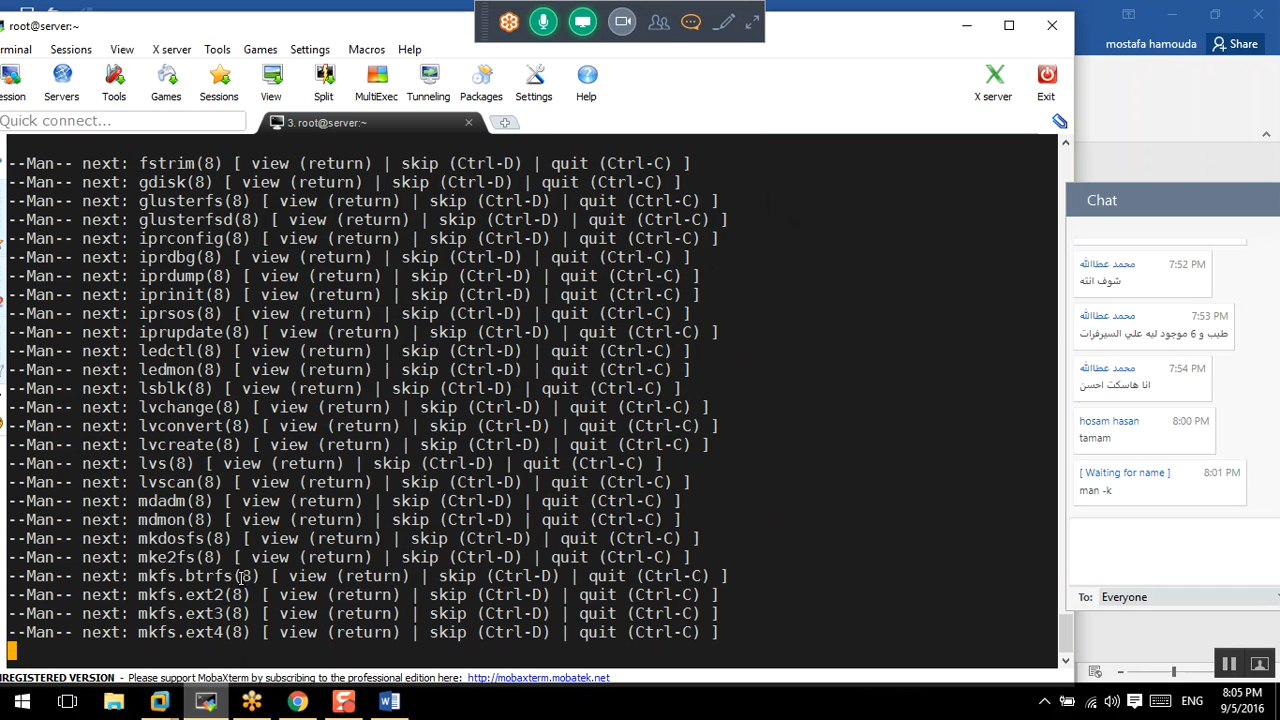 root@server:~
mostafa hamouda
Share
rminal Sessions View X server Tools Games Settings Macros Help
ession Servers Tools Games Sessions View Split MultiExec Tunneling Packages Settings Help X server Exit
Quick connect...
3. root@server:~
--Man-- next: fstrim(8) [ view (return) | skip (Ctrl-D) | quit (Ctrl-C) ]
--Man-- next: gdisk(8) [ view (return) | skip (Ctrl-D) | quit (Ctrl-C) ]
--Man-- next: glusterfs(8) [ view (return) | skip (Ctrl-D) | quit (Ctrl-C) ]
--Man-- next: glusterfsd(8) [ view (return) | skip (Ctrl-D) | quit (Ctrl-C) ]
--Man-- next: iprconfig(8) [ view (return) | skip (Ctrl-D) | quit (Ctrl-C) ]
--Man-- next: iprdbg(8) [ view (return) | skip (Ctrl-D) | quit (Ctrl-C) ]
--Man-- next: iprdump(8) [ view (return) | skip (Ctrl-D) | quit (Ctrl-C) ]
--Man-- next: iprinit(8) [ view (return) | skip (Ctrl-D) | quit (Ctrl-C) ]
--Man-- next: iprsos(8) [ view (return) | skip (Ctrl-D) | quit (Ctrl-C) ]
--Man-- next: iprupdate(8) [ view (return) | skip (Ctrl-D) | quit (Ctrl-C) ]
--Man-- next: ledctl(8) [ view (return) | skip (Ctrl-D) | quit (Ctrl-C) ]
--Man-- next: ledmon(8) [ view (return) | skip (Ctrl-D) | quit (Ctrl-C) ]
--Man-- next: lsblk(8) [ view (return) | skip (Ctrl-D) | quit (Ctrl-C) ]
--Man-- next: lvchange(8) [ view (return) | skip (Ctrl-D) | quit (Ctrl-C) ]
--Man-- next: lvconvert(8) [ view (return) | skip (Ctrl-D) | quit (Ctrl-C) ]
--Man-- next: lvcreate(8) [ view (return) | skip (Ctrl-D) | quit (Ctrl-C) ]
--Man-- next: lvs(8) [ view (return) | skip (Ctrl-D) | quit (Ctrl-C) ]
--Man-- next: lvscan(8) [ view (return) | skip (Ctrl-D) | quit (Ctrl-C) ]
--Man-- next: mdadm(8) [ view (return) | skip (Ctrl-D) | quit (Ctrl-C) ]
--Man-- next: mdmon(8) [ view (return) | skip (Ctrl-D) | quit (Ctrl-C) ]
--Man-- next: mkdosfs(8) [ view (return) | skip (Ctrl-D) | quit (Ctrl-C) ]
--Man-- next: mke2fs(8) [ view (return) | skip (Ctrl-D) | quit (Ctrl-C) ]
--Man-- next: mkfs.btrfs(8) [ view (return) | skip (Ctrl-D) | quit (Ctrl-C) ]
--Man-- next: mkfs.ext2(8) [ view (return) | skip (Ctrl-D) | quit (Ctrl-C) ]
--Man-- next: mkfs.ext3(8) [ view (return) | skip (Ctrl-D) | quit (Ctrl-C) ]
--Man-- next: mkfs.ext4(8) [ view (return) | skip (Ctrl-D) | quit (Ctrl-C) ]
REGISTERED VERSION - Please support MobaXterm by subscribing to the professional edition here: http://mobaxterm.mobatek.net
Chat
محمد عطاالله 7:52 PM
شوف انته
محمد عطاالله 7:53 PM
طيب و 6 موجود ليه علي السيرفرات
محمد عطاالله 7:54 PM
انا هاسكت احسن
hosam hasan 8:00 PM
tamam
[ Waiting for name ] 8:01 PM
man -k
To: Everyone
ENG
8:05 PM
9/5/2016